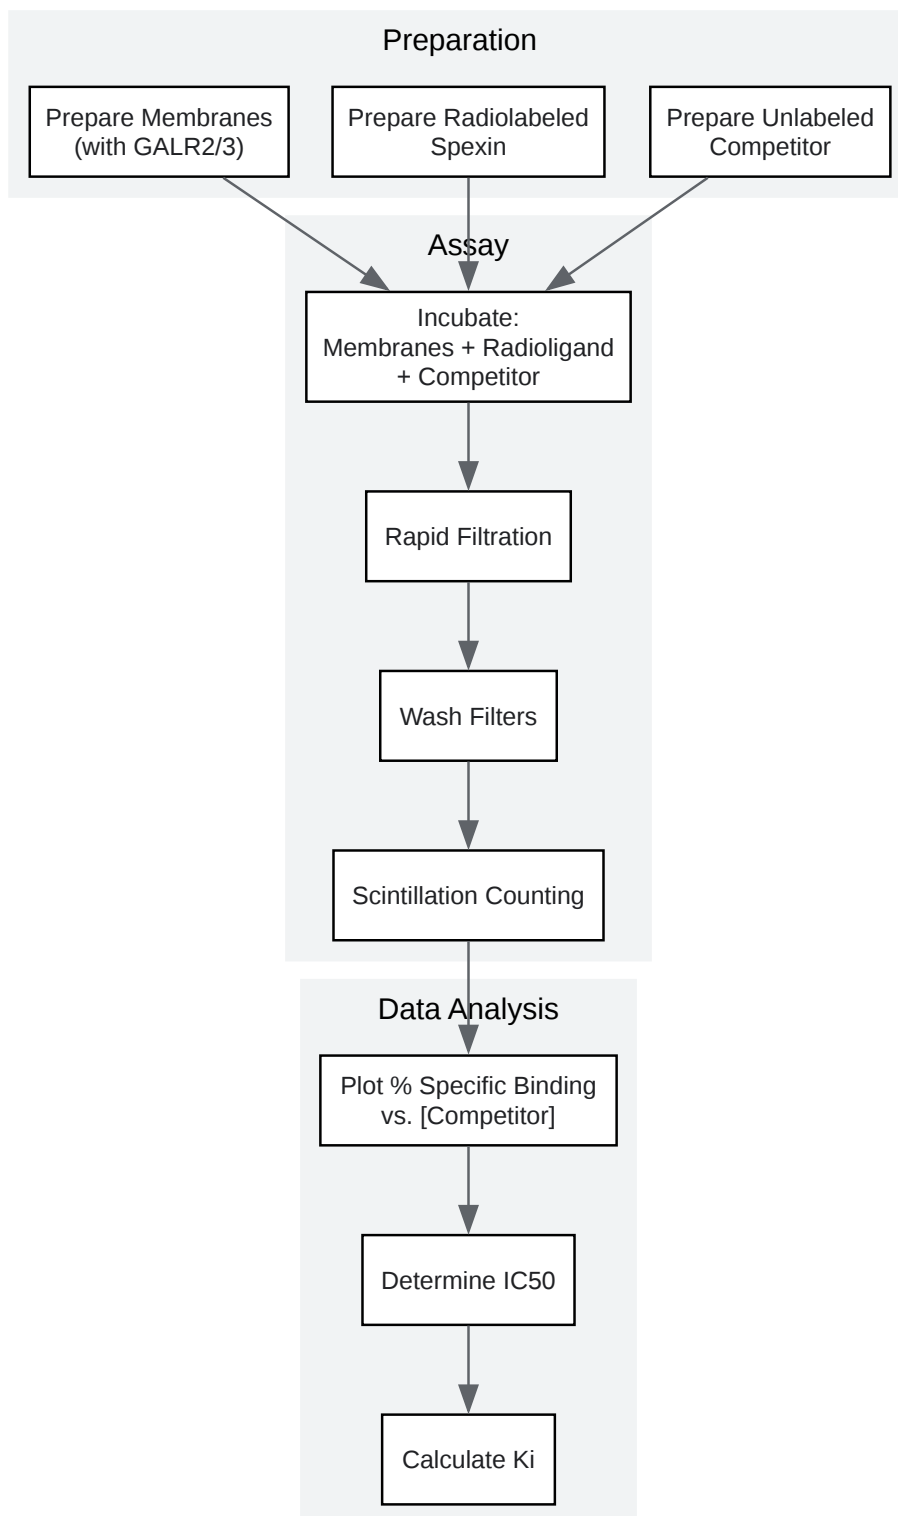 Preparation
Prepare Membranes
(with GALR2/3)
Prepare Radiolabeled
Spexin
Prepare Unlabeled
Competitor
Assay
Incubate:
Membranes + Radioligand
+ Competitor
Rapid Filtration
Wash Filters
Scintillation Counting
Data Analysis
Plot % Specific Binding
vs. [Competitor]
Determine IC50
Calculate Ki